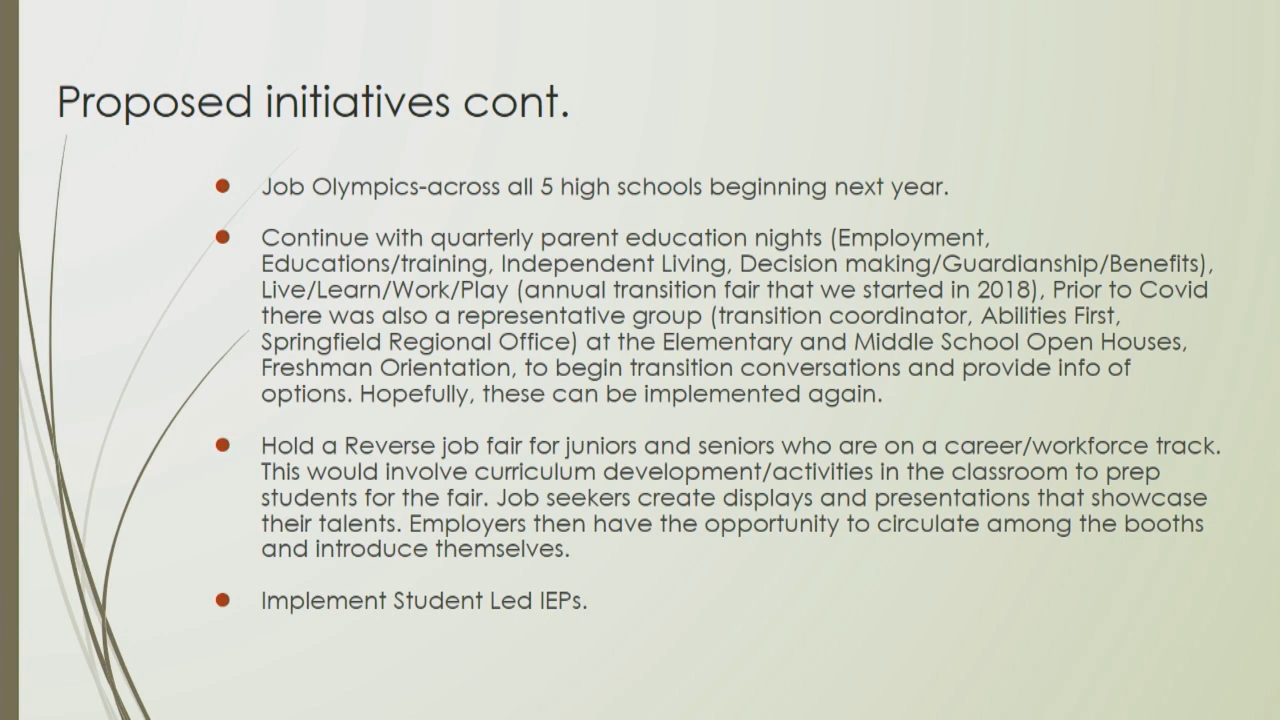 Proposed initiatives cont.
Job Olympics-across all 5 high schools beginning next year.
Continue with quarterly parent education nights (Employment,
Educations/training, Independent Living, Decision making/Guardianship/Benefits),
Live/Learn/Work/Play (annual transition fair that we started in 2018), Prior to Covid
there was also a representative group (transition coordinator, Abilities First,
Springfield Regional Office) at the Elementary and Middle School Open Houses,
Freshman Orientation, to begin transition conversations and provide info of
options. Hopefully, these can be implemented again.
Hold a Reverse job fair for juniors and seniors who are on a career/workforce track.
This would involve curriculum development/activities in the classroom to prep
students for the fair. Job seekers create displays and presentations that showcase
their talents. Employers then have the opportunity to circulate among the booths
and introduce themselves.
Implement Student Led IEPs.